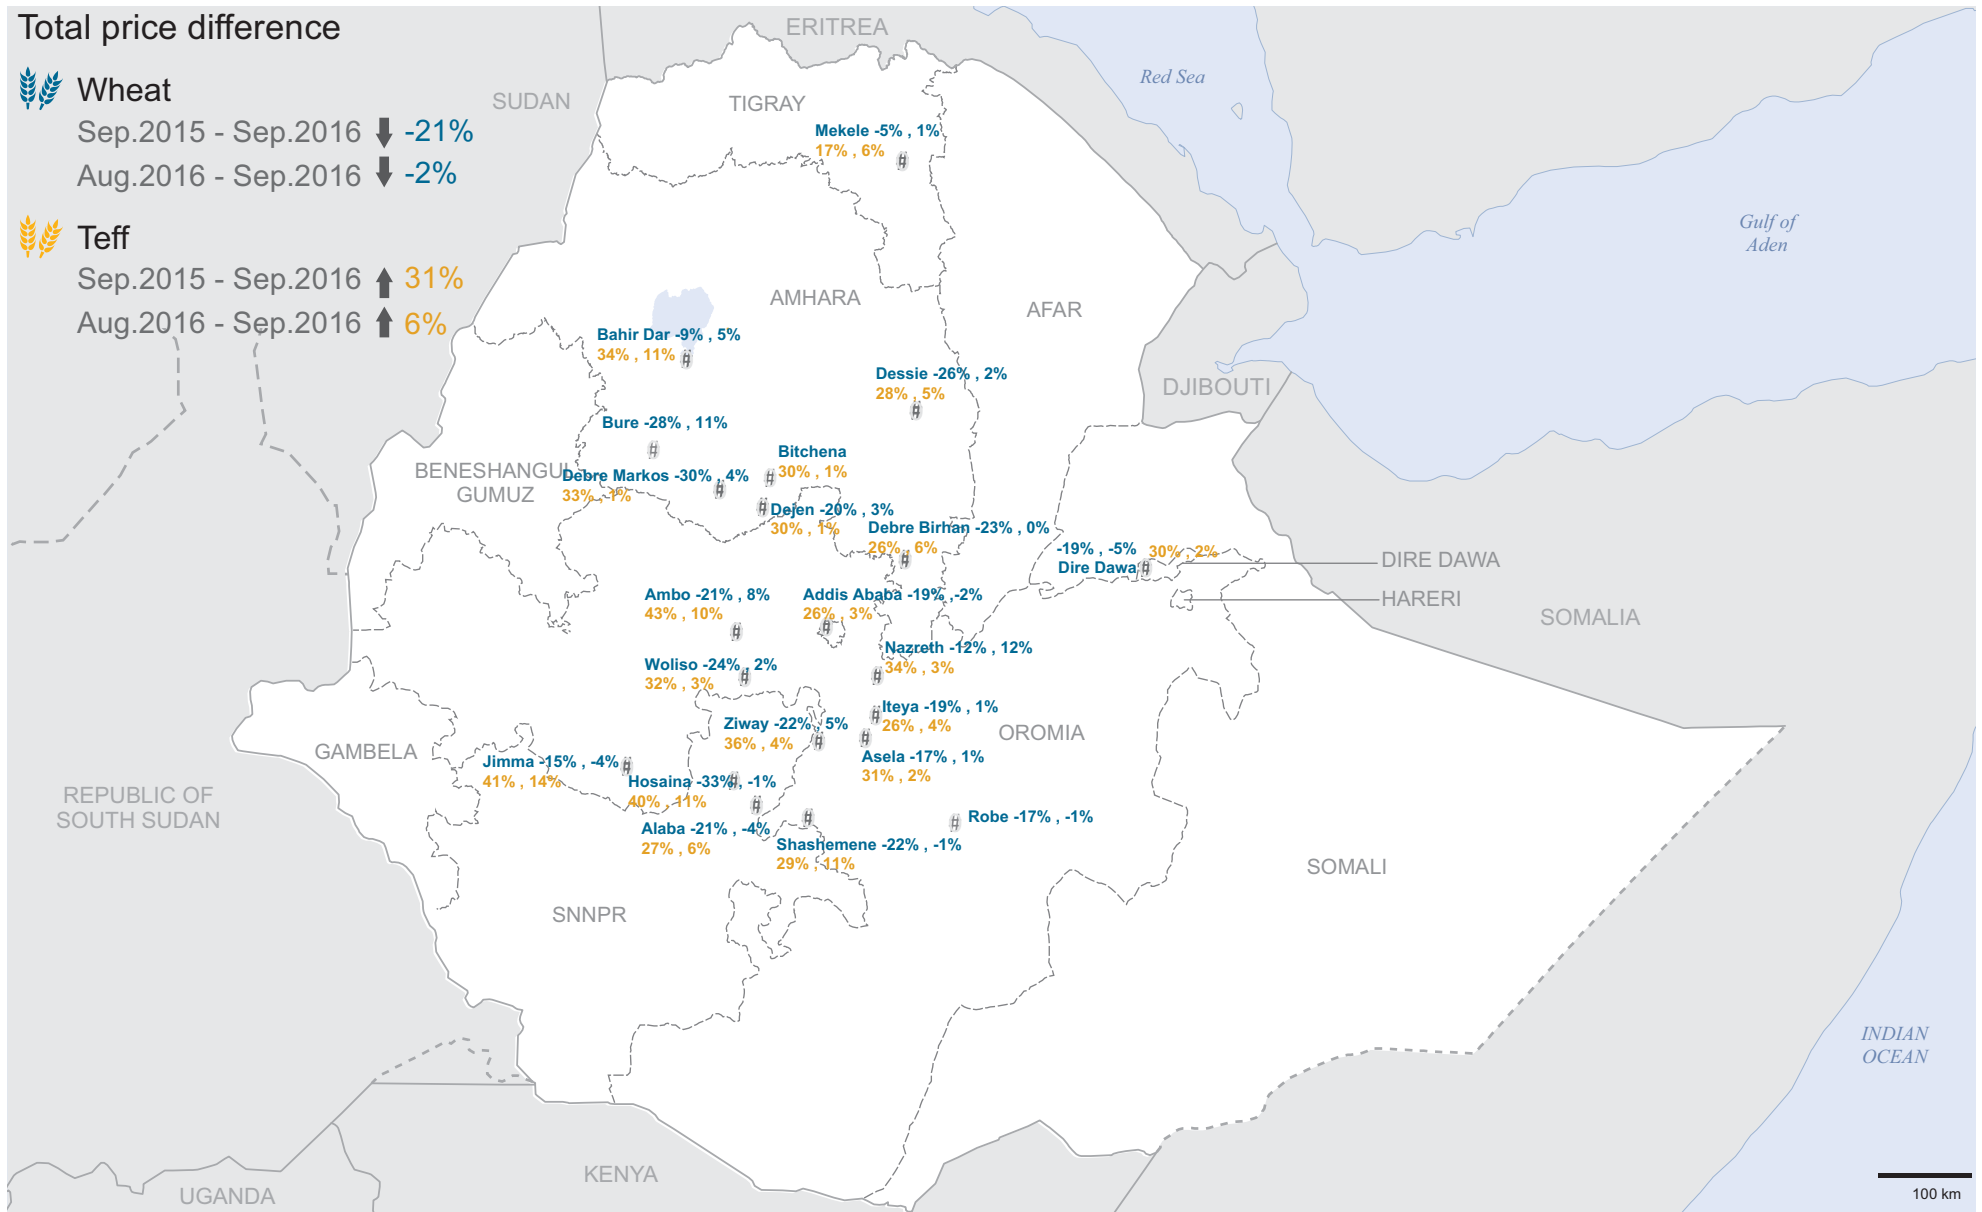 Total price difference
Wheat
Sep.2015 - Sep.2016 -21%
Aug.2016 - Sep.2016 -2%
Teff
Sep.2015 - Sep.2016 31%
Aug.2016 - Sep.2016 6%
ERITREA
Red Sea
SUDAN
TIGRAY
Mekele -5% , 1%
17% , 6%
Gulf of
Aden
AMHARA
AFAR
Bahir Dar -9% , 5%
34% , 11%
Dessie -26% , 2%
28% , 5%
DJIBOUTI
Bure -28% , 11%
Bitchena
30% , 1%
BENESHANGUL
GUMUZ
Debre Markos -30% , 4%
33% , 1%
Dejen -20% , 3%
30% , 1%
Debre Birhan -23% , 0%
26% , 6%
-19% , -5% 30% , 2%
Dire Dawa
DIRE DAWA
HARERI
SOMALIA
Ambo -21% , 8%
43% , 10%
Addis Ababa -19% ,-2%
26% , 3%
Nazreth -12% , 12%
34% , 3%
Woliso -24% , 2%
32% , 3%
Iteya -19% , 1%
26% , 4%
Ziway -22% , 5%
36% , 4%
OROMIA
GAMBELA
Asela -17% , 1%
31% , 2%
Jimma -15% , -4%
41% , 14%
Hosaina -33% , -1%
40% , 11%
REPUBLIC OF
SOUTH SUDAN
Alaba -21% , -4%
27% , 6%
Robe -17% , -1%
Shashemene -22% , -1%
29% , 11%
SOMALI
SNNPR
INDIAN
OCEAN
KENYA
UGANDA
100 km